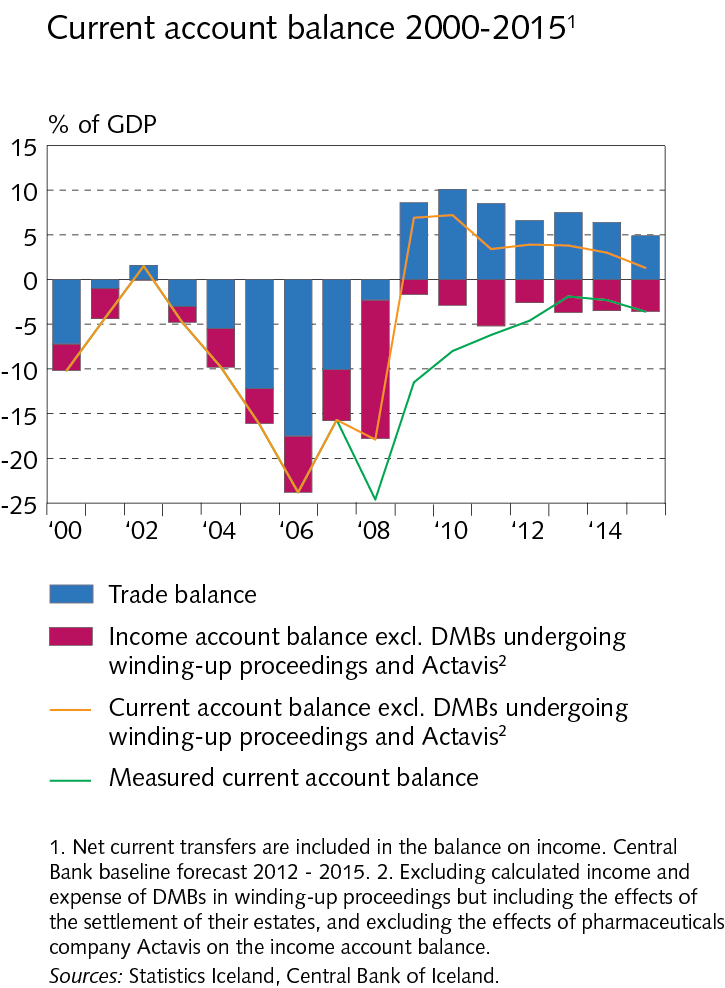 Current account balance 2000-2015¹
% of GDP
15
10
5
0
-5
-10
-15
-20
-25
‘00 ‘02 ‘04 ‘06 ‘08 ‘10 ‘12 ‘14
Trade balance
Income account balance excl. DMBs undergoing
winding-up proceedings and Actavis²
Current account balance excl. DMBs undergoing
winding-up proceedings and Actavis²
Measured current account balance
1. Net current transfers are included in the balance on income. Central
Bank baseline forecast 2012 - 2015. 2. Excluding calculated income and
expense of DMBs in winding-up proceedings but including the effects of
the settlement of their estates, and excluding the effects of pharmaceuticals
company Actavis on the income account balance.
Sources: Statistics Iceland, Central Bank of Iceland.